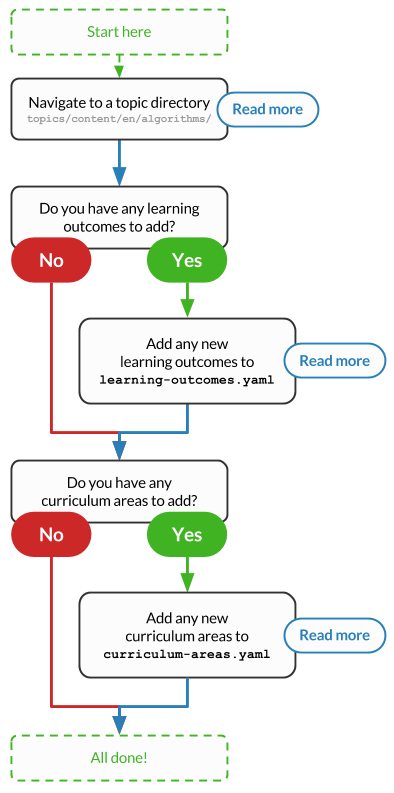 Start here
Navigate to a topic directory
topics/content/en/algorithms/
Read more
Do you have any learning
outcomes to add?
No
Yes
Add any new
learning outcomes to
learning-outcomes.yaml
Read more
Do you have any
curriculum areas to add?
No
Yes
Add any new
curriculum areas to
curriculum-areas.yaml
Read more
All done!